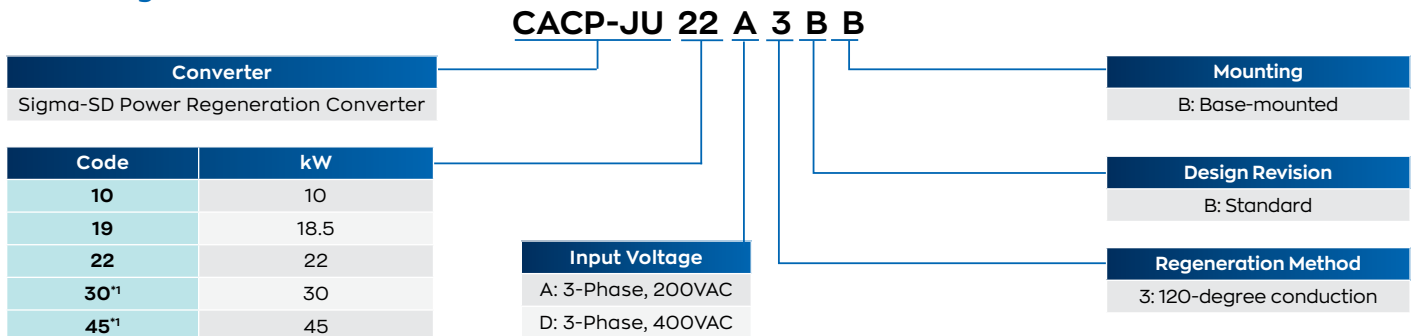 CACP-JU 22 A 3 B B
Converter
Sigma-SD Power Regeneration Converter
Code kW
10 10
19 18.5
22 22
30*1 30
45*1 45
Input Voltage
A: 3-Phase, 200VAC
D: 3-Phase, 400VAC
Mounting
B: Base-mounted
Design Revision
B: Standard
Regeneration Method
3: 120-degree conduction